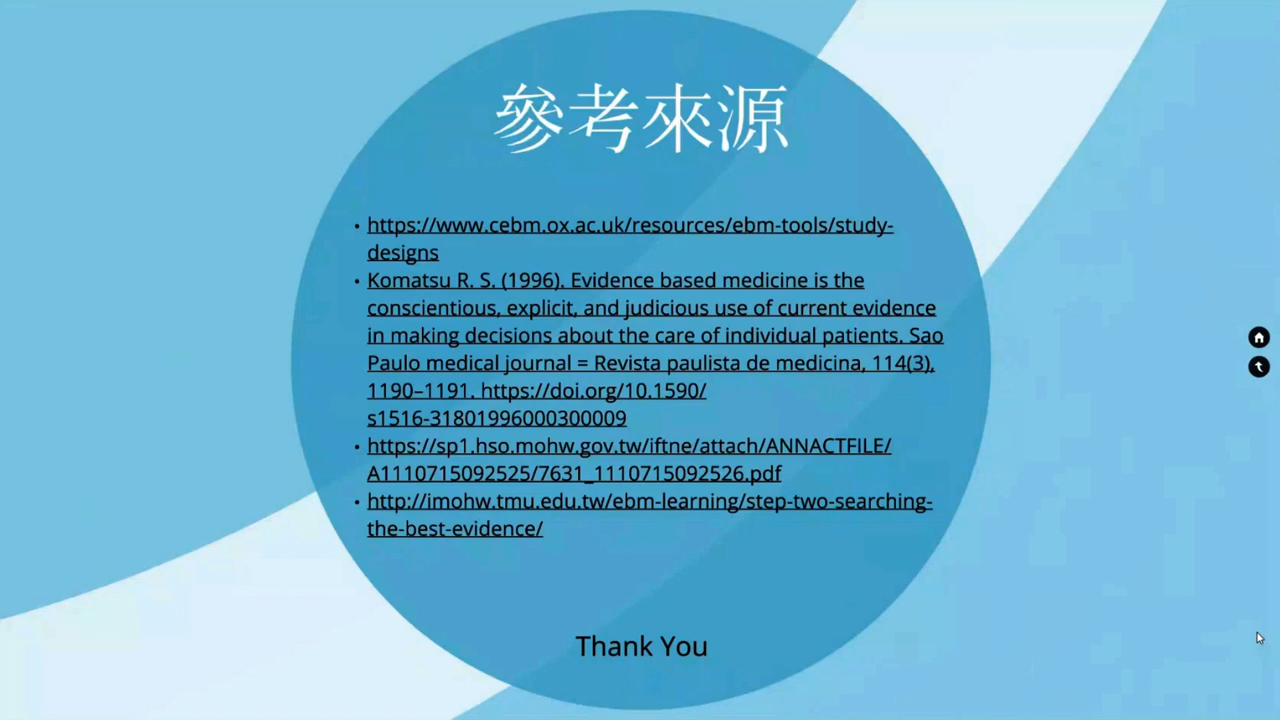 參考來源
• https://www.cebm.ox.ac.uk/resources/ebm-tools/study-
designs
• Komatsu R. S. (1996). Evidence based medicine is the
conscientious, explicit, and judicious use of current evidence
in making decisions about the care of individual patients. Sao
Paulo medical journal = Revista paulista de medicina, 114(3),
1190–1191. https://doi.org/10.1590/
s1516-31801996000300009
• https://sp1.hso.mohw.gov.tw/iftne/attach/ANNACTFILE/
A1110715092525/7631_1110715092526.pdf
• http://imohw.tmu.edu.tw/ebm-learning/step-two-searching-
the-best-evidence/
Thank You